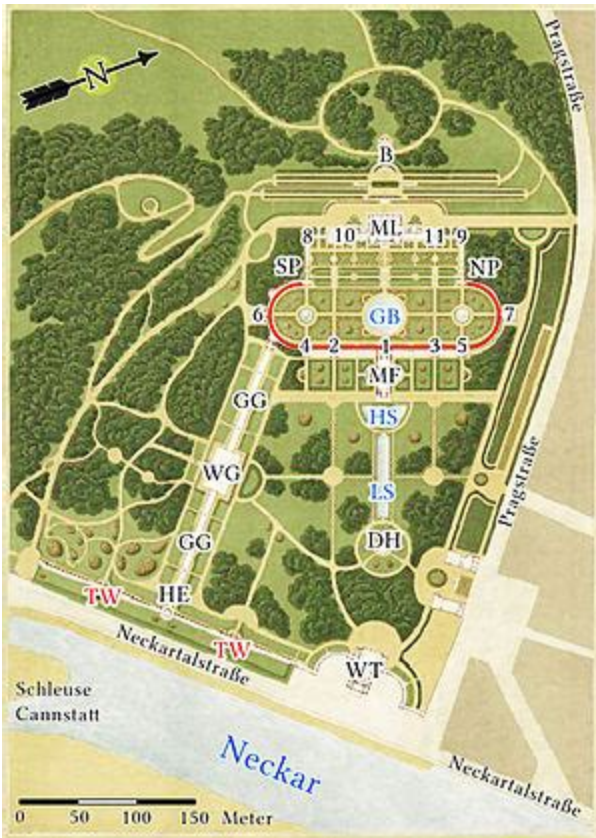 Pragstraße
N
B
8 10 ML 11 9
SP NP
6 GB 7
4 2 1 3 5
MF
GG
HS
WG
LS
Pragstraße
GG
DH
TW HE
TW
Neckartalstraße
WT
Schleuse
Cannstatt
Neckar
Neckartalstraße
0 50 100 150 Meter